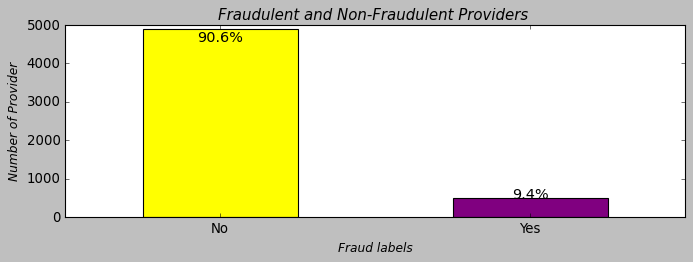 Fraudulent and Non-Fraudulent Providers
Number of Provider
5000
4000
3000
2000
1000
0
90.6%
9.4%
No
Yes
Fraud labels